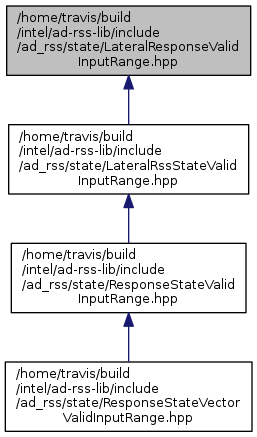 /home/travis/build
/intel/ad-rss-lib/include
/ad_rss/state/LateralResponseValid
InputRange.hpp
/home/travis/build
/intel/ad-rss-lib/include
/ad_rss/state/LateralRssStateValid
InputRange.hpp
/home/travis/build
/intel/ad-rss-lib/include
/ad_rss/state/ResponseStateValid
InputRange.hpp
/home/travis/build
/intel/ad-rss-lib/include
/ad_rss/state/ResponseStateVector
ValidInputRange.hpp